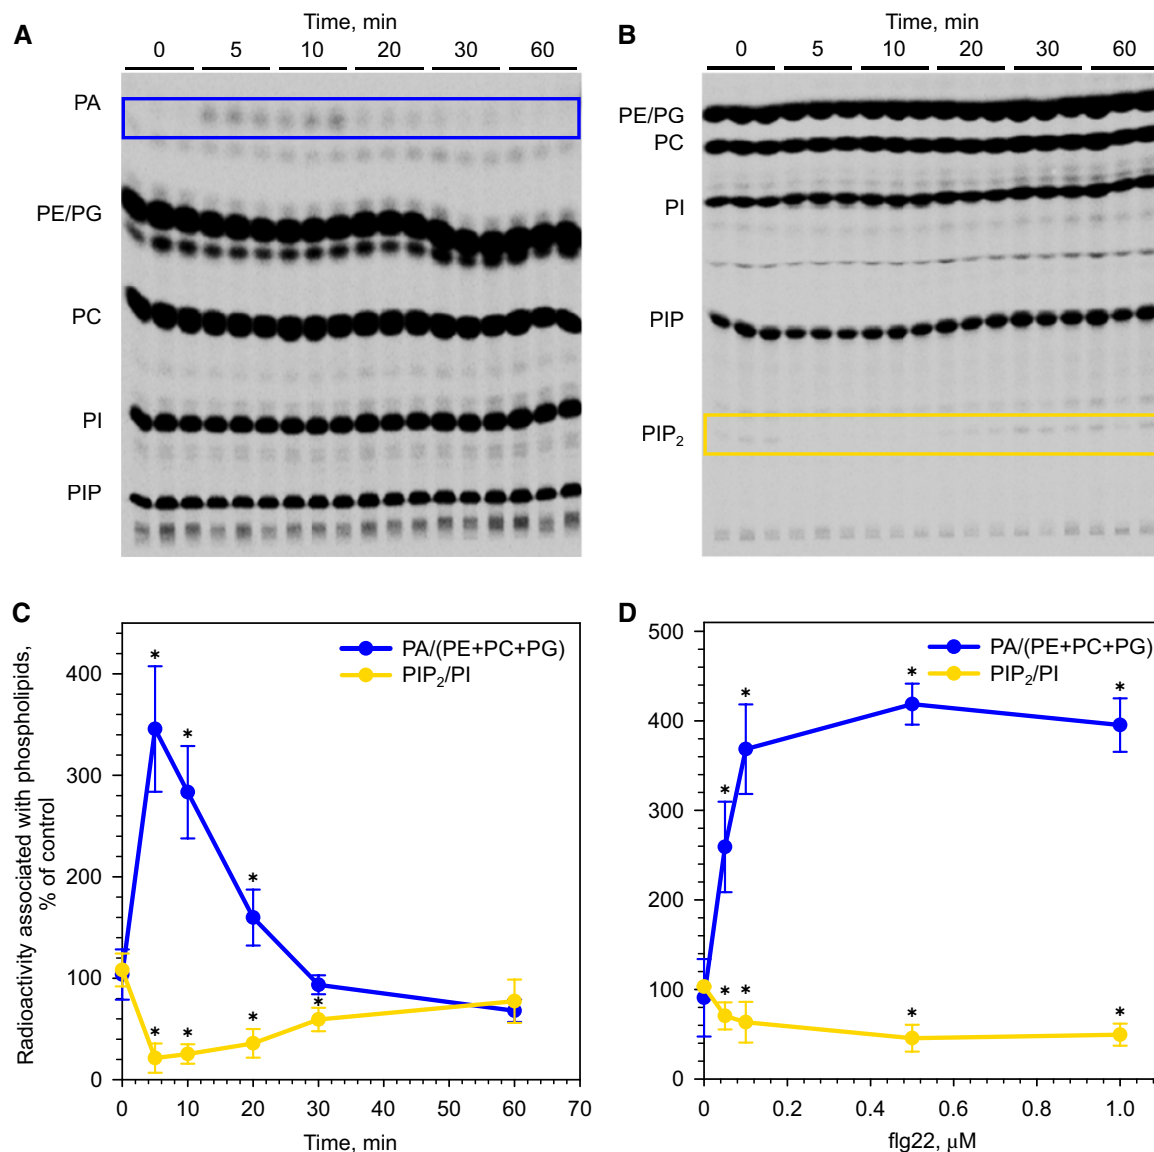 A
Time, min
0 5 10 20 30 60
PA
PE/PG
PC
PI
PIP
B
Time, min
0 5 10 20 30 60
PE/PG
PC
PI
PIP
PIP₂
C
Radioactivity associated with phospholipids,
% of control
400
300
200
100
0
PA/(PE+PC+PG)
PIP₂/PI
* * * * * * *
0 10 20 30 40 50 60 70
Time, min
D
500
400
300
200
100
0
PA/(PE+PC+PG)
PIP₂/PI
* * * * * * * *
0 0.2 0.4 0.6 0.8 1.0
flg22, μM